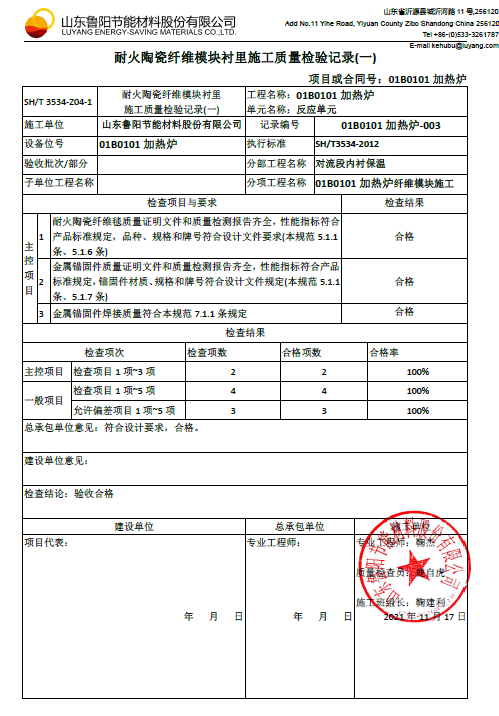 山东鲁阳节能材料股份有限公司
LUYANG ENERGY-SAVING MATERIALS CO., LTD.
山东省沂源县城沂河路 11 号,256120
Add No.11 Yihe Road, Yiyuan County Zibo Shandong China 256120
Tel +86-(0)533-3261787
E-mail kehubu@luyang.com
耐火陶瓷纤维模块衬里施工质量检验记录(一)
项目或合同号：01B0101 加热炉
SH/T 3534-Z04-1
耐火陶瓷纤维模块衬里
施工质量检验记录(一)
工程名称：01B0101 加热炉
单元名称：反应单元
施工单位 山东鲁阳节能材料股份有限公司 记录编号 01B0101 加热炉-003
设备位号 01B0101 加热炉 执行标准 SH/T3534-2012
验收批次/部分 分部工程名称 对流段内衬保温
子单位工程名称 分项工程名称 01B0101 加热炉纤维模块施工
检查项目与要求 检查结果
主控项目
1 耐火陶瓷纤维毯质量证明文件和质量检测报告齐全，性能指标符合
产品标准规定，品种、规格和牌号符合设计文件要求(本规范 5.1.1
条、5.1.6 条)
合格
2 金属锚固件质量证明文件和质量检测报告齐全，性能指标符合产品
标准规定，锚固件材质、规格和牌号符合设计文件规定(本规范 5.1.1
条、5.1.7 条)
合格
3 金属锚固件焊接质量符合本规范 7.1.1 条规定 合格
检查结果
检查项次 检查项数 合格项数 合格率
主控项目 检查项目 1 项~3 项 2 2 100%
一般项目 检查项目 1 项~5 项 4 4 100%
允许偏差项目 1 项~5 项 3 3 100%
总承包单位意见：符合设计要求，合格。
建设单位意见：
检查结论：验收合格
建设单位 总承包单位 施工单位
项目代表： 专业工程师： 专业工程师：鞠杰
质量检查员：自虎
施工班组长：鞠建利
年 月 日 年 月 日 2021 年 11 月 17 日
山东鲁阳节能材料股份有限公司